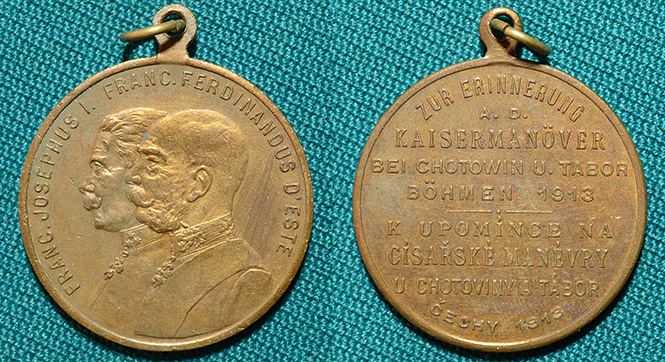 FRANC. JOSEPHUS I. FRANC. FERDINANDUS D'ESTE
ZUR ERINNERUNG
A. D.
KAISERMANÖVER
BEI CHOTOWIN U. TABOR
BÖHMEN 1913
K UPOMÍNCE NA
CÍSAŘSKÉ MANÉVRY
U CHOTOVINY A TÁBOR
ČECHY 1913